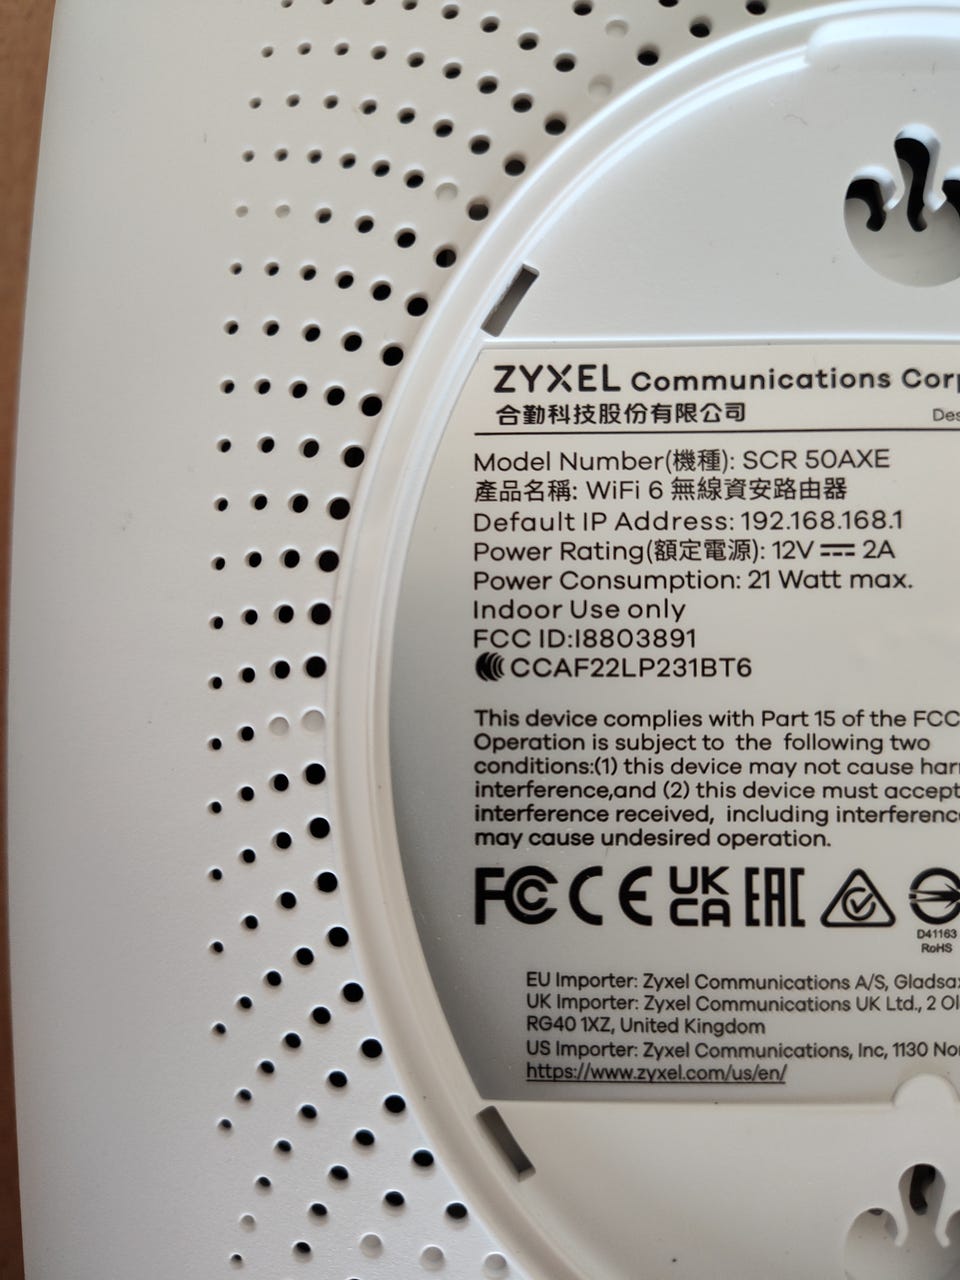 ZYXEL Communications Corp
合勤科技股份有限公司
Model Number(機種): SCR 50AXE
產品名稱: WiFi 6 無線資安路由器
Default IP Address: 192.168.168.1
Power Rating(額定電源): 12V ⎓ 2A
Power Consumption: 21 Watt max.
Indoor Use only
FCC ID:I8803891
CCAF22LP231BT6
This device complies with Part 15 of the FCC
Operation is subject to the following two
conditions:(1) this device may not cause
interference,and (2) this device must accept
interference received, including interference
may cause undesired operation.
FCC CE UK CA EAC
D41163
RoHS
EU Importer: Zyxel Communications A/S,
UK Importer: Zyxel Communications UK Ltd., 2
RG40 1XZ, United Kingdom
US Importer: Zyxel Communications, Inc, 1130
https://www.zyxel.com/us/en/